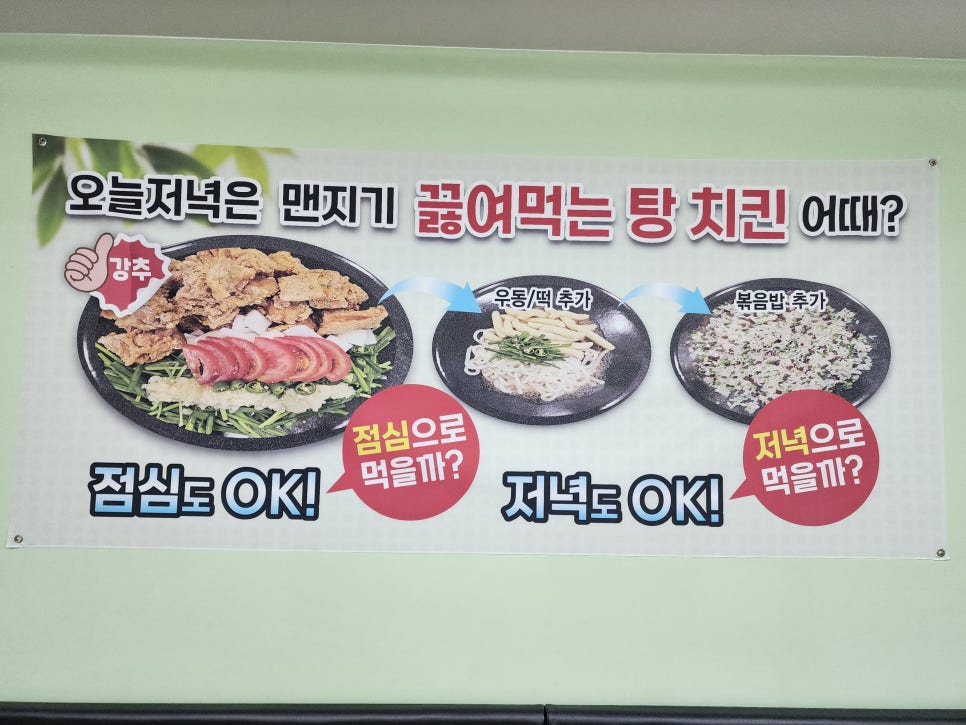 오늘저녁은 맨지기 끓여먹는 탕 치킨 어때?
강추
우동/떡 추가
볶음밥 추가
점심으로
먹을까?
점심도 OK!
저녁으로
먹을까?
저녁도 OK!